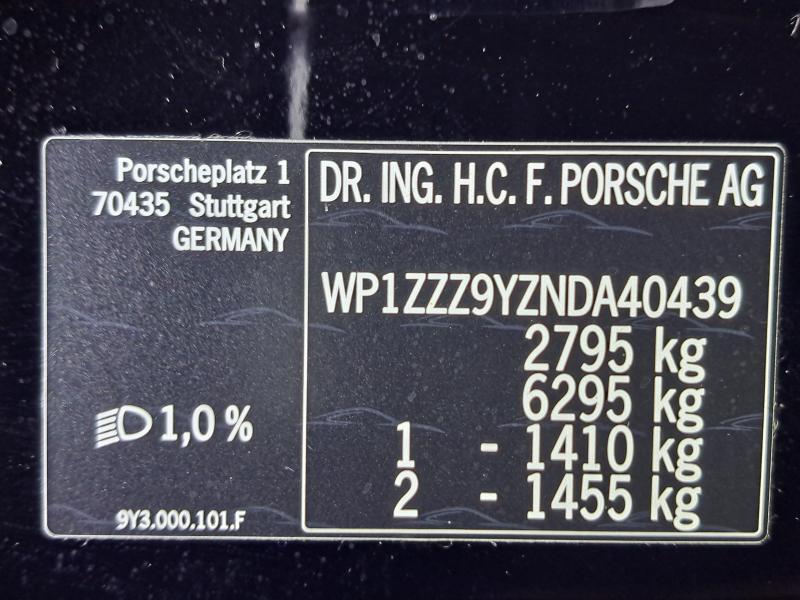 Porscheplatz 1
70435 Stuttgart
GERMANY
1,0 %
9Y3.000.101.F
DR. ING. H.C. F. PORSCHE AG
WP1ZZZ9YZNDA40439
2795 kg
6295 kg
1 - 1410 kg
2 - 1455 kg